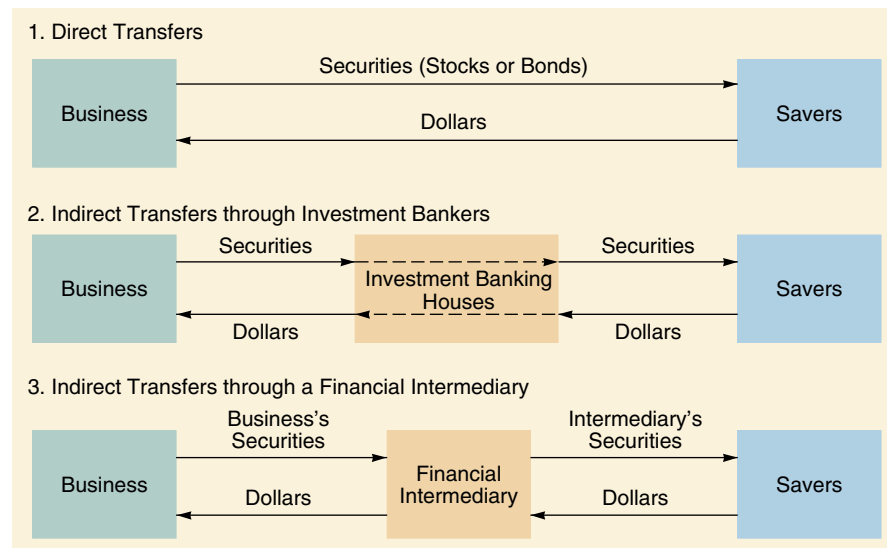 1. Direct Transfers
Securities (Stocks or Bonds)
Business
Savers
Dollars
2. Indirect Transfers through Investment Bankers
Securities
Securities
Business
Investment Banking
Houses
Savers
Dollars
Dollars
3. Indirect Transfers through a Financial Intermediary
Business's
Securities
Intermediary's
Securities
Business
Financial
Intermediary
Savers
Dollars
Dollars